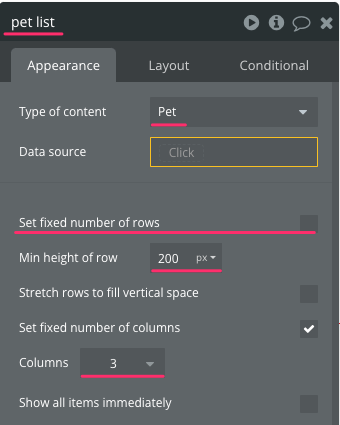 pet list
Appearance Layout Conditional
Type of content Pet
Data source Click
Set fixed number of rows
Min height of row 200 px
Stretch rows to fill vertical space
Set fixed number of columns
Columns 3
Show all items immediately